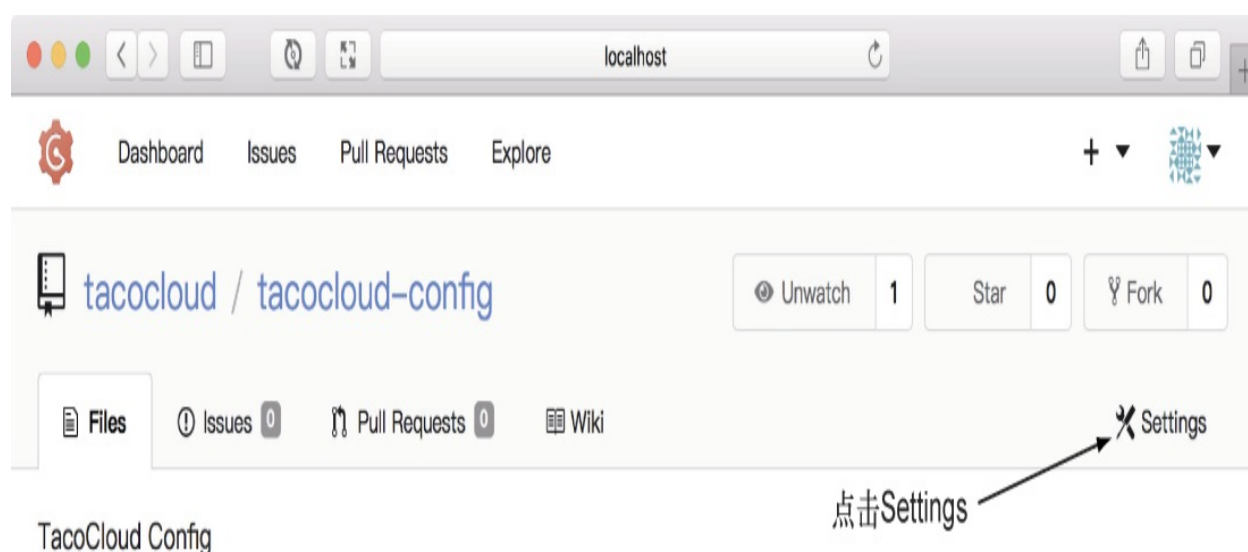 localhost
Dashboard Issues Pull Requests Explore
tacocloud / tacocloud-config
Unwatch 1 Star 0 Fork 0
Files Issues 0 Pull Requests 0 Wiki Settings
点击Settings
TacoCloud Config